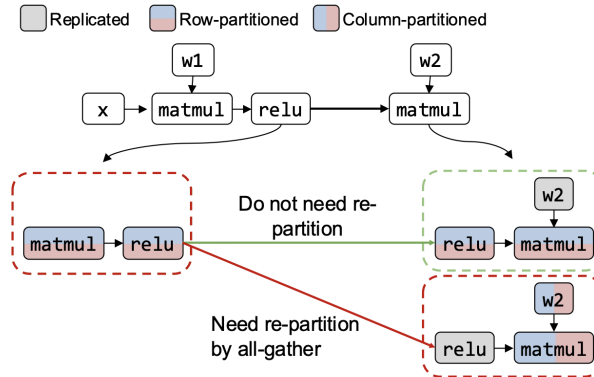 Replicated
Row-partitioned
Column-partitioned
w1
w2
x
matmul
relu
matmul
Do not need re-
partition
matmul
relu
w2
relu
matmul
Need re-partition
by all-gather
w2
relu
matmul